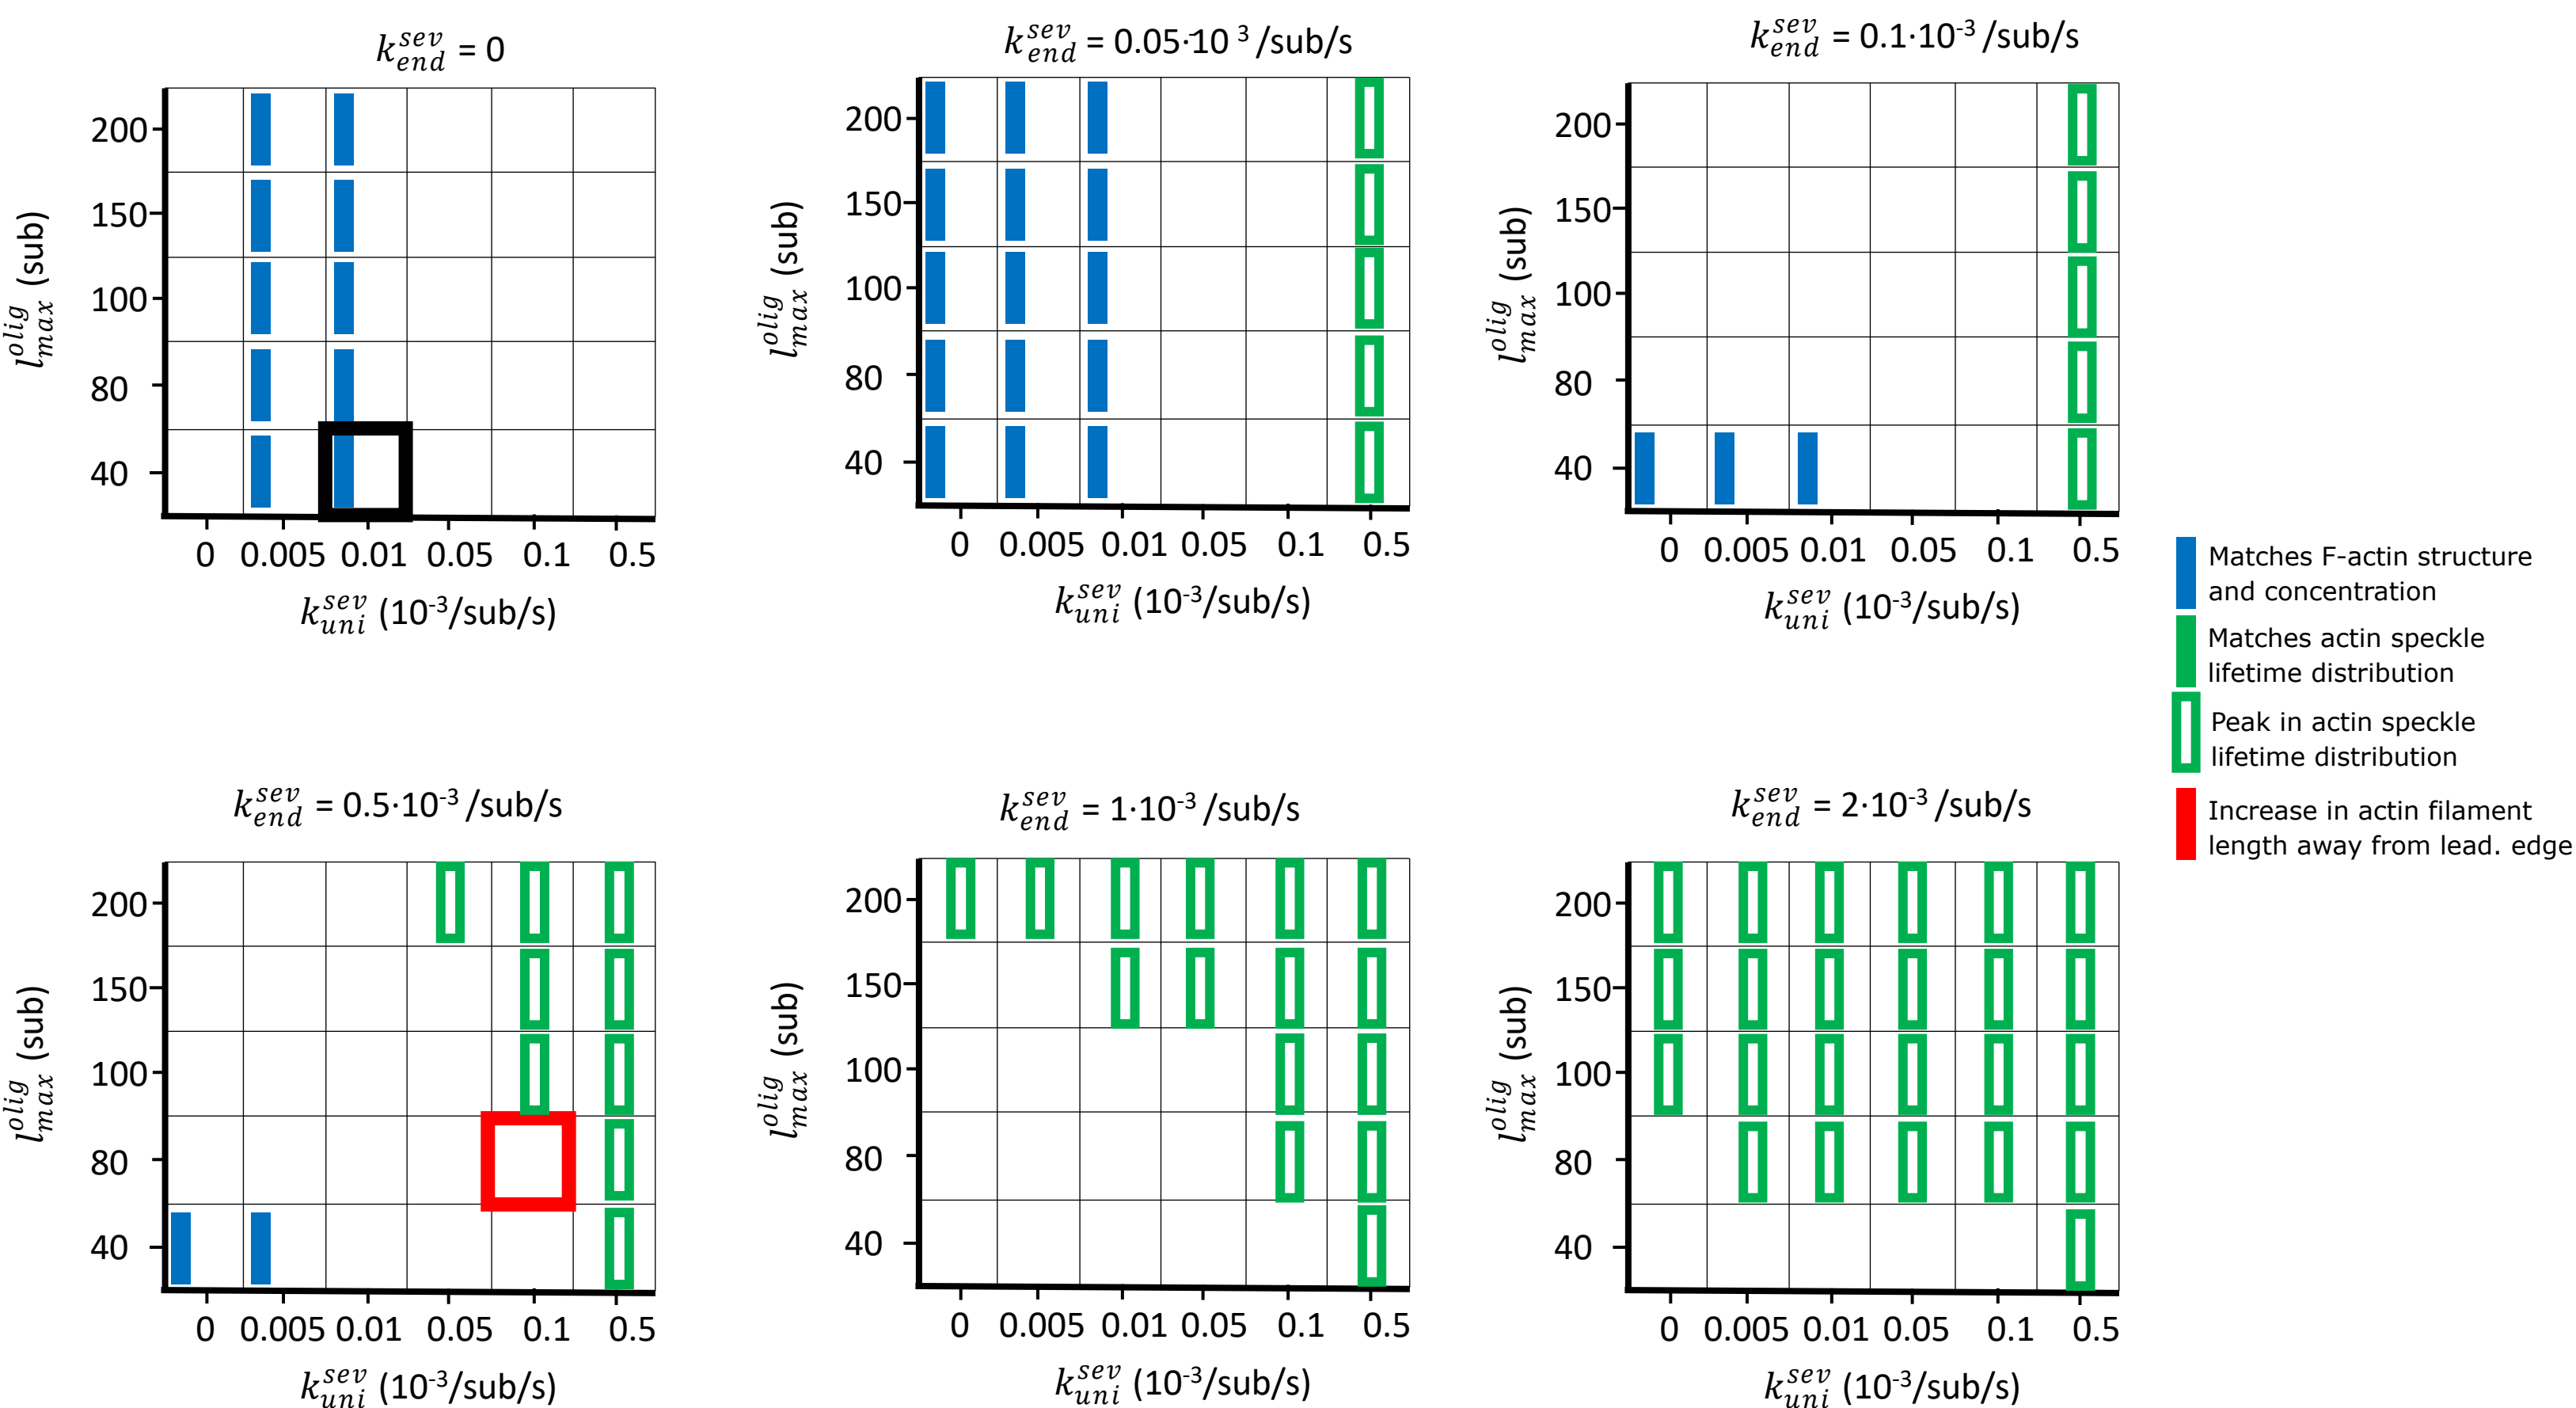 k_end^sev = 0
l_max^olig (sub)
200
150
100
80
40
0 0.005 0.01 0.05 0.1 0.5
k_uni^sev (10⁻³/sub/s)
k_end^sev = 0.05·10 ³ /sub/s
l_max^olig (sub)
200
150
100
80
40
0 0.005 0.01 0.05 0.1 0.5
k_uni^sev (10⁻³/sub/s)
k_end^sev = 0.1·10⁻³ /sub/s
l_max^olig (sub)
200
150
100
80
40
0 0.005 0.01 0.05 0.1 0.5
k_uni^sev (10⁻³/sub/s)
Matches F-actin structure
and concentration
Matches actin speckle
lifetime distribution
Peak in actin speckle
lifetime distribution
Increase in actin filament
length away from lead. edge
k_end^sev = 0.5·10⁻³ /sub/s
l_max^olig (sub)
200
150
100
80
40
0 0.005 0.01 0.05 0.1 0.5
k_uni^sev (10⁻³/sub/s)
k_end^sev = 1·10⁻³ /sub/s
l_max^olig (sub)
200
150
100
80
40
0 0.005 0.01 0.05 0.1 0.5
k_uni^sev (10⁻³/sub/s)
k_end^sev = 2·10⁻³ /sub/s
l_max^olig (sub)
200
150
100
80
40
0 0.005 0.01 0.05 0.1 0.5
k_uni^sev (10⁻³/sub/s)